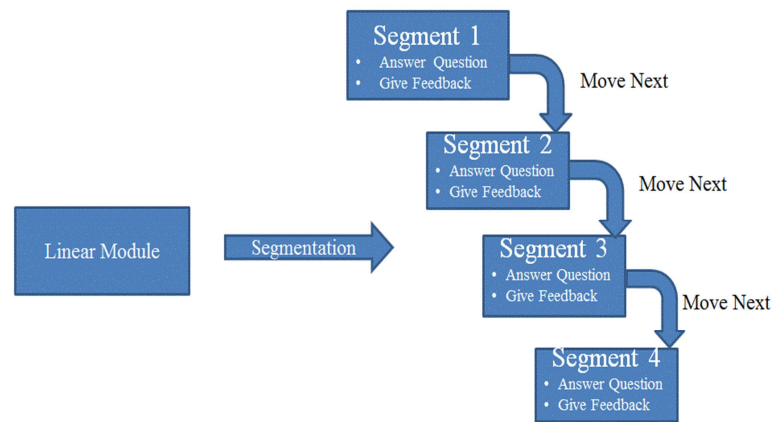 Segment 1
• Answer Question
• Give Feedback
Move Next
Segment 2
• Answer Question
• Give Feedback
Move Next
Linear Module
Segmentation
Segment 3
• Answer Question
• Give Feedback
Move Next
Segment 4
• Answer Question
• Give Feedback